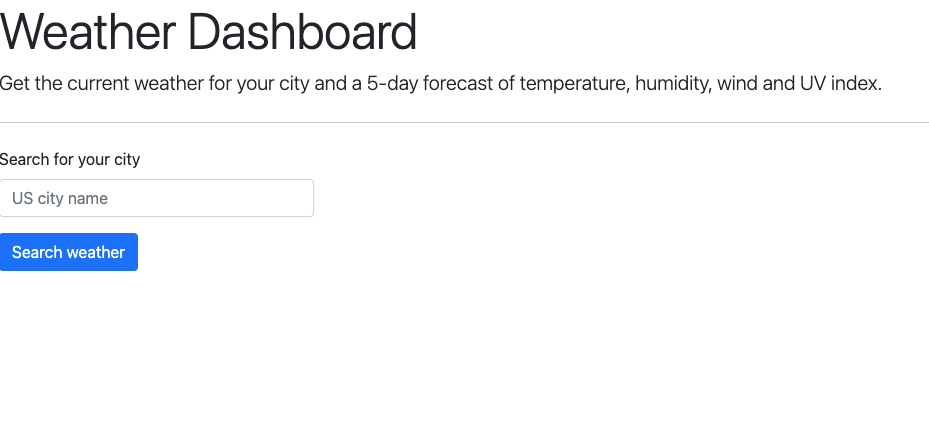 Weather Dashboard
Get the current weather for your city and a 5-day forecast of temperature, humidity, wind and UV index.
Search for your city
US city name
Search weather